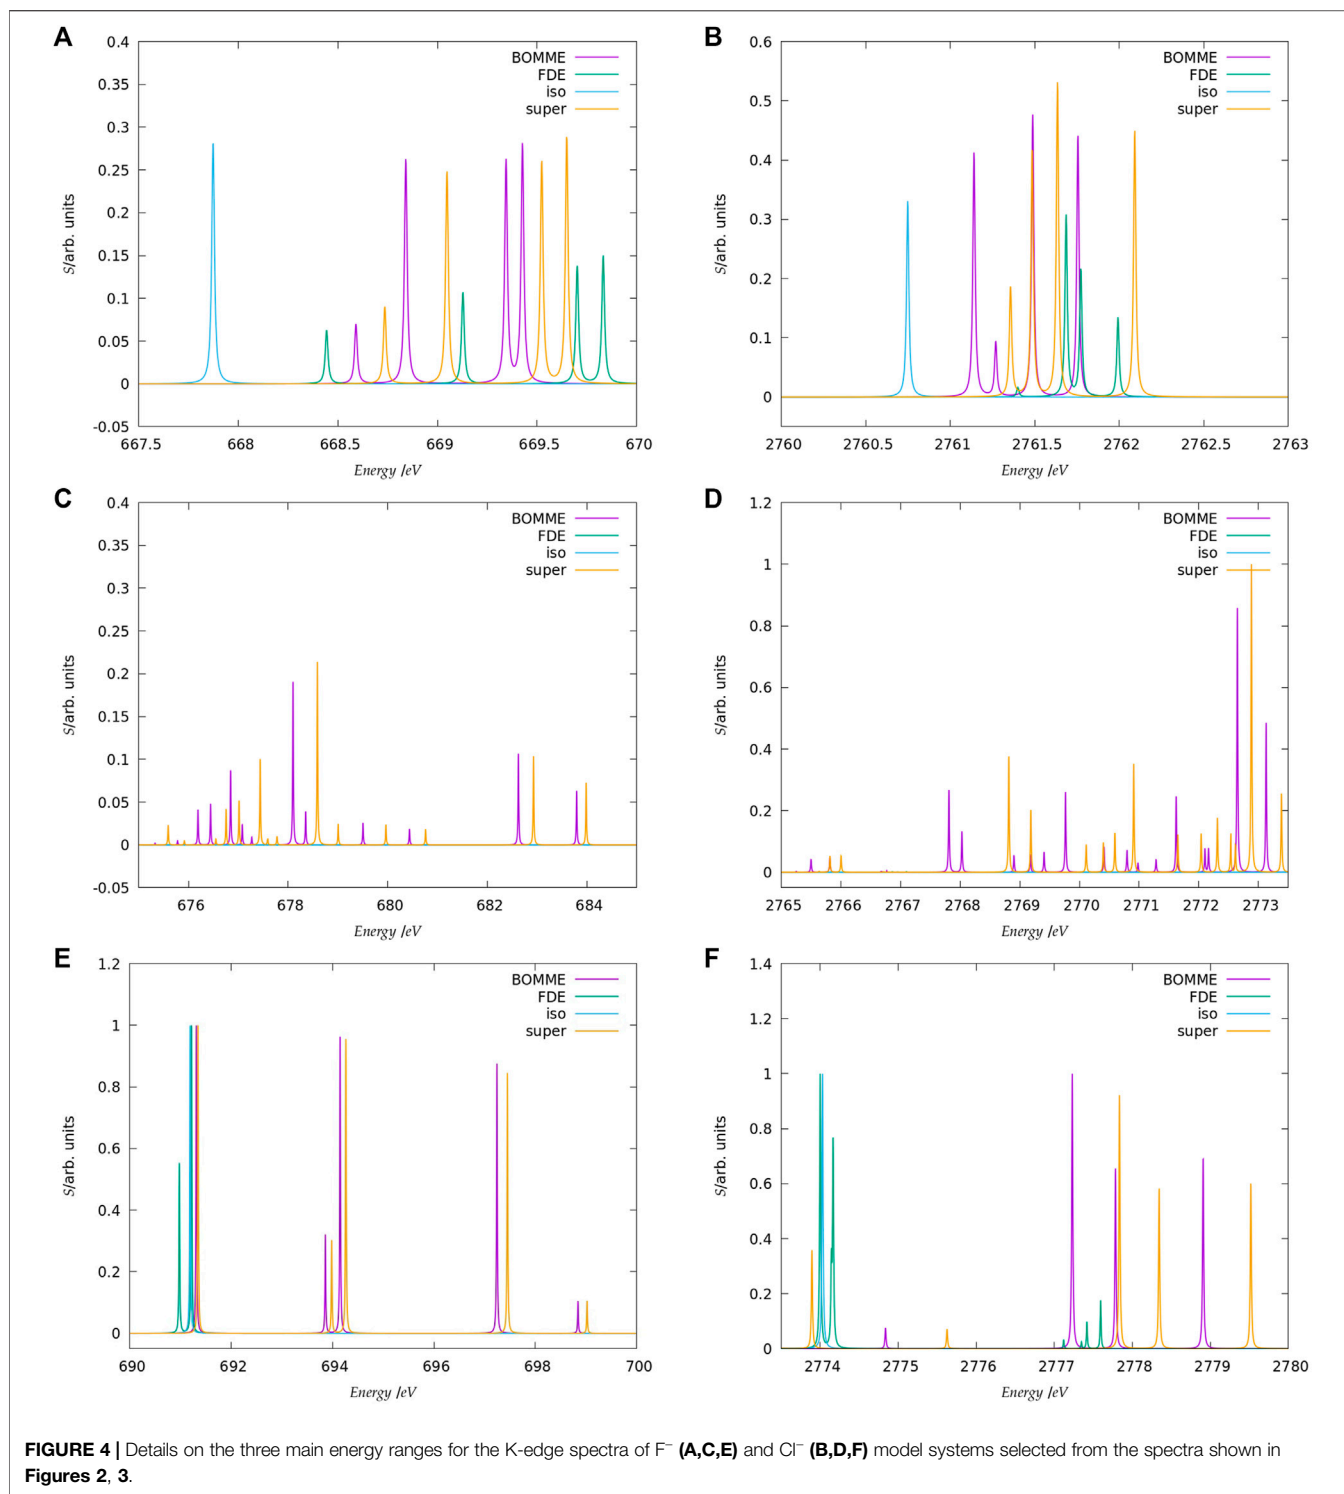 A
0.4
0.35
0.3
0.25
0.2
0.15
0.1
0.05
0
-0.05
S/arb. units
BOMME
FDE
iso
super
667.5 668 668.5 669 669.5 670
Energy /eV
B
0.6
0.5
0.4
0.3
0.2
0.1
0
S/arb. units
BOMME
FDE
iso
super
2760 2760.5 2761 2761.5 2762 2762.5 2763
Energy /eV
C
0.4
0.35
0.3
0.25
0.2
0.15
0.1
0.05
0
-0.05
S/arb. units
BOMME
FDE
iso
super
676 678 680 682 684
Energy /eV
D
1.2
1
0.8
0.6
0.4
0.2
0
S/arb. units
BOMME
FDE
iso
super
2765 2766 2767 2768 2769 2770 2771 2772 2773
Energy /eV
E
1.2
1
0.8
0.6
0.4
0.2
0
S/arb. units
BOMME
FDE
iso
super
690 692 694 696 698 700
Energy /eV
F
1.4
1.2
1
0.8
0.6
0.4
0.2
0
S/arb. units
BOMME
FDE
iso
super
2774 2775 2776 2777 2778 2779 2780
Energy /eV
FIGURE 4 | Details on the three main energy ranges for the K-edge spectra of F⁻ (A,C,E) and Cl⁻ (B,D,F) model systems selected from the spectra shown in
Figures 2, 3.